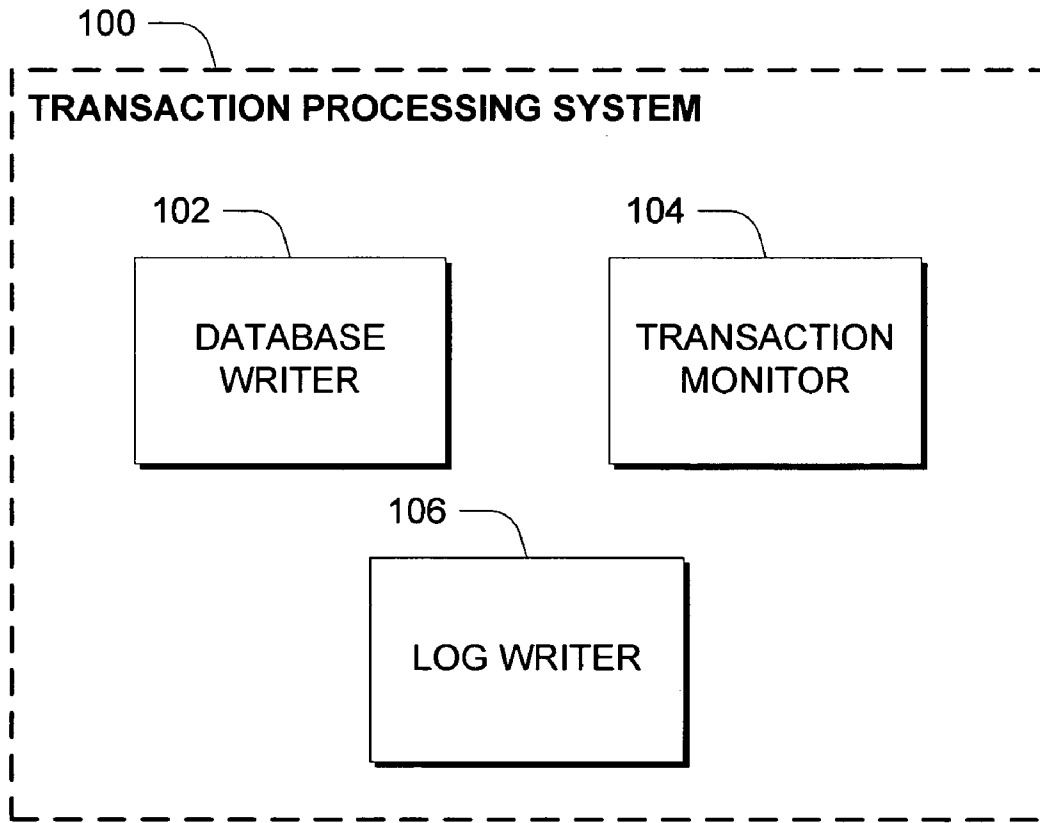 100
TRANSACTION PROCESSING SYSTEM
102
104
DATABASE
WRITER
TRANSACTION
MONITOR
106
LOG WRITER